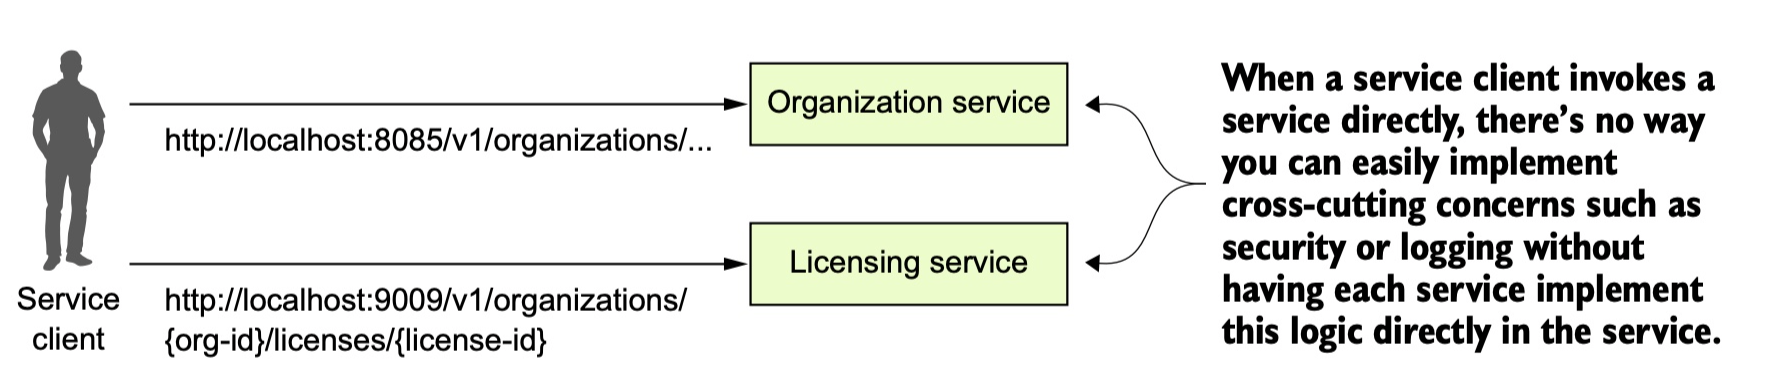 Organization service
http://localhost:8085/v1/organizations/...
Licensing service
http://localhost:9009/v1/organizations/
{org-id}/licenses/{license-id}
Service
client
When a service client invokes a
service directly, there's no way
you can easily implement
cross-cutting concerns such as
security or logging without
having each service implement
this logic directly in the service.